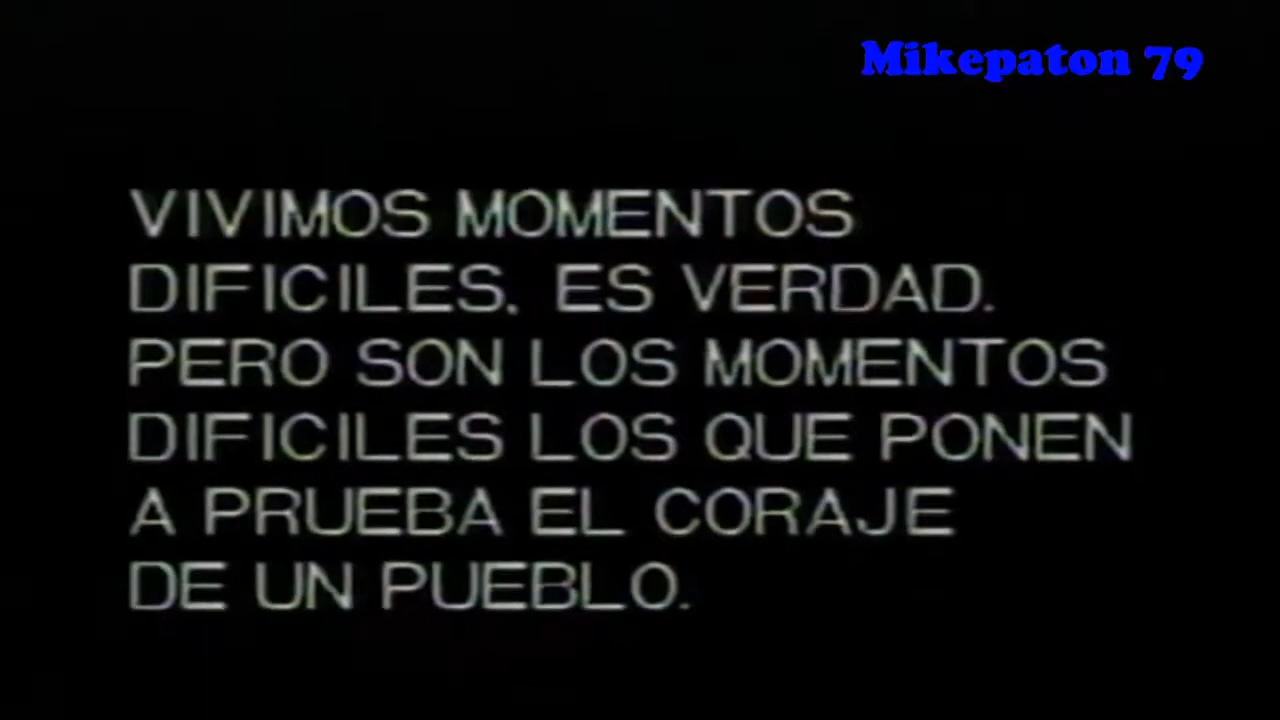 Mikepaton 79
VIVIMOS MOMENTOS
DIFICILES, ES VERDAD.
PERO SON LOS MOMENTOS
DIFICILES LOS QUE PONEN
A PRUEBA EL CORAJE
DE UN PUEBLO.